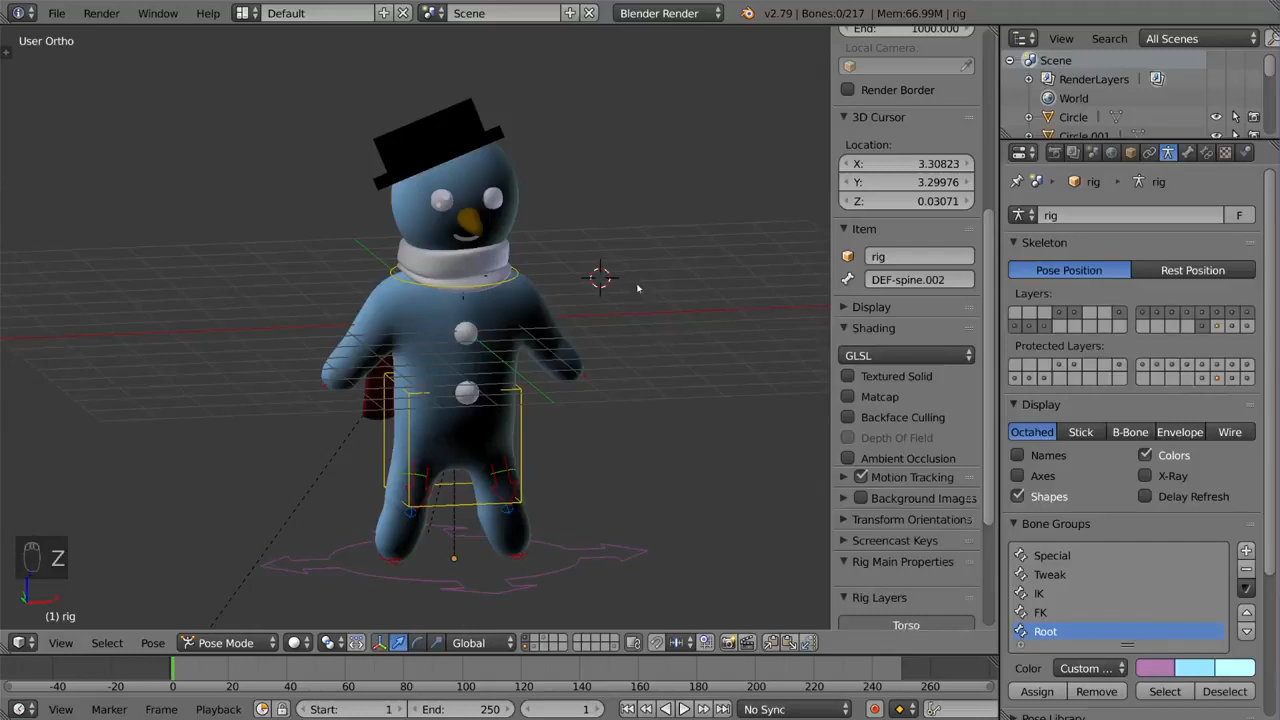 File Render Window Help Default Scene Blender Render v2.79 | Bones:0/217 | Mem:66.99M | rig
User Ortho
End: 1000.000
Local Camera:
Render Border
3D Cursor
Location:
X: 3.30823
Y: 3.29976
Z: 0.03071
Item
rig
DEF-spine.002
Display
Shading
GLSL
Textured Solid
Matcap
Backface Culling
Depth Of Field
Ambient Occlusion
Motion Tracking
Background Images
Transform Orientations
Screencast Keys
Rig Main Properties
Rig Layers
Torso
View Search All Scenes
Scene
RenderLayers
World
Circle
Circle.001
rig rig
rig F
Skeleton
Pose Position Rest Position
Layers:
Protected Layers:
Display
Octahed Stick B-Bone Envelope Wire
Names Colors
Axes X-Ray
Shapes Delay Refresh
Bone Groups
Special
Tweak
IK
FK
Root
Color Custom ...
Assign Remove Select Deselect
Pose Library
Z
(1) rig
View Select Pose Pose Mode Global
-40 -20 0 20 40 60 80 100 120 140 160 180 200 220 240 260
View Marker Frame Playback Start: 1 End: 250 1 No Sync